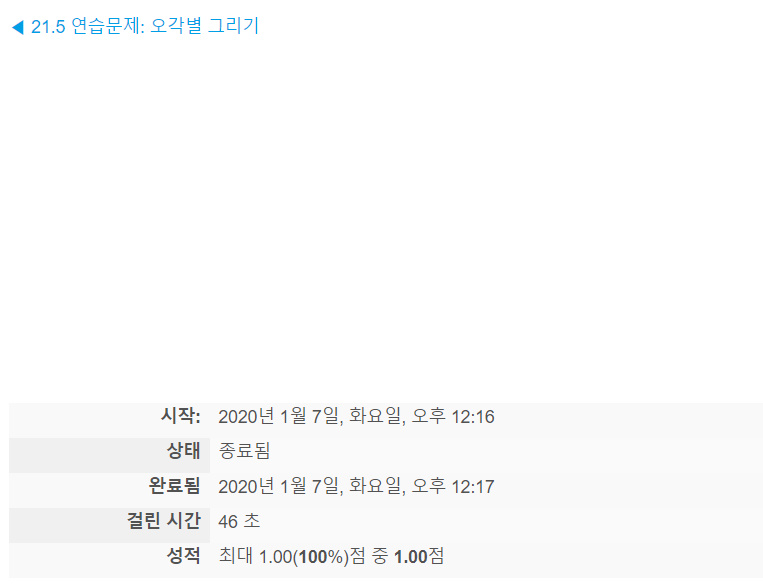 ◀ 21.5 연습문제: 오각별 그리기
시작: 2020년 1월 7일, 화요일, 오후 12:16
상태 종료됨
완료됨 2020년 1월 7일, 화요일, 오후 12:17
걸린 시간 46 초
성적 최대 1.00(100%)점 중 1.00점